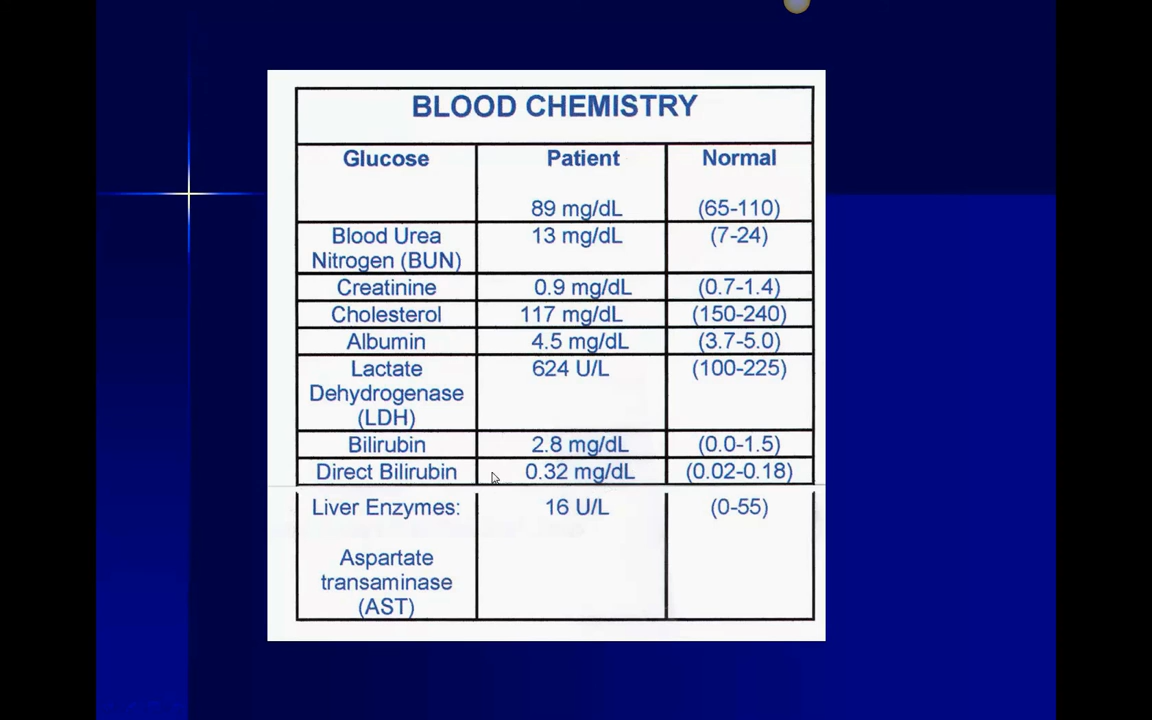 BLOOD CHEMISTRY
Glucose Patient Normal
89 mg/dL (65-110)
Blood Urea 13 mg/dL (7-24)
Nitrogen (BUN)
Creatinine 0.9 mg/dL (0.7-1.4)
Cholesterol 117 mg/dL (150-240)
Albumin 4.5 mg/dL (3.7-5.0)
Lactate 624 U/L (100-225)
Dehydrogenase
(LDH)
Bilirubin 2.8 mg/dL (0.0-1.5)
Direct Bilirubin 0.32 mg/dL (0.02-0.18)
Liver Enzymes: 16 U/L (0-55)
Aspartate
transaminase
(AST)